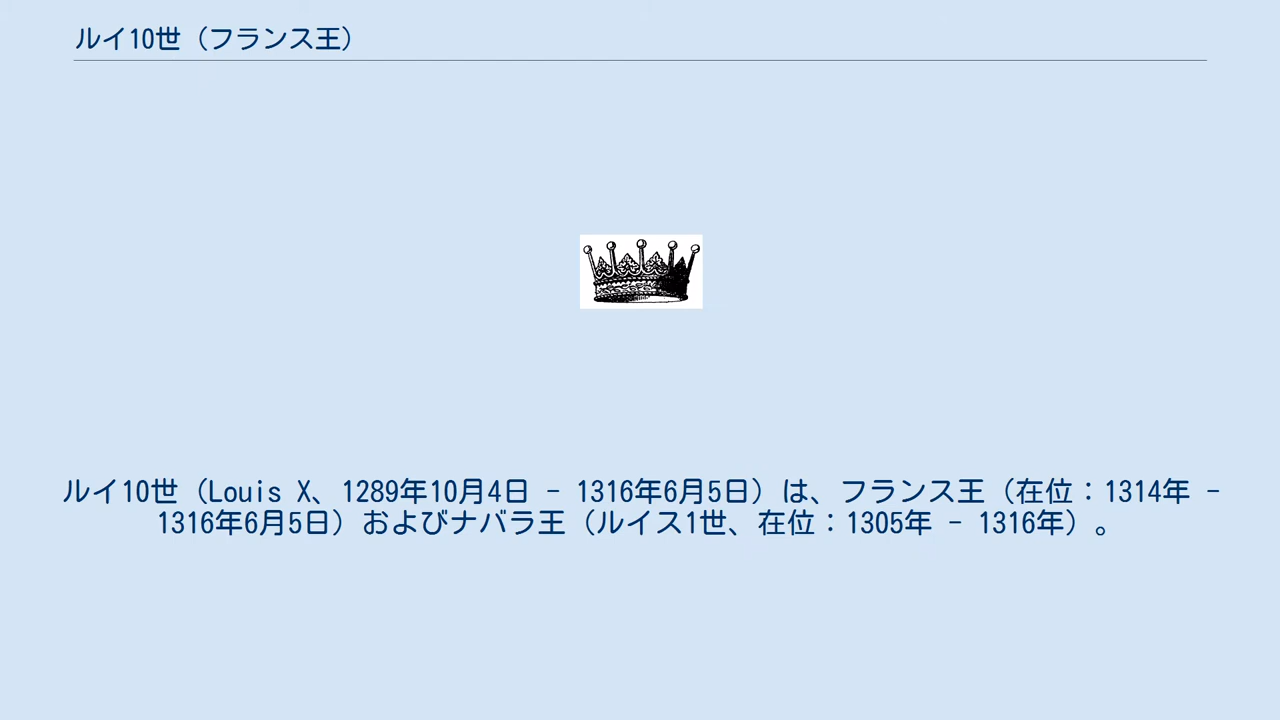 ルイ10世（フランス王）
ルイ10世（Louis X、1289年10月4日 - 1316年6月5日）は、フランス王（在位：1314年 -
1316年6月5日）およびナバラ王（ルイス1世、在位：1305年 - 1316年）。